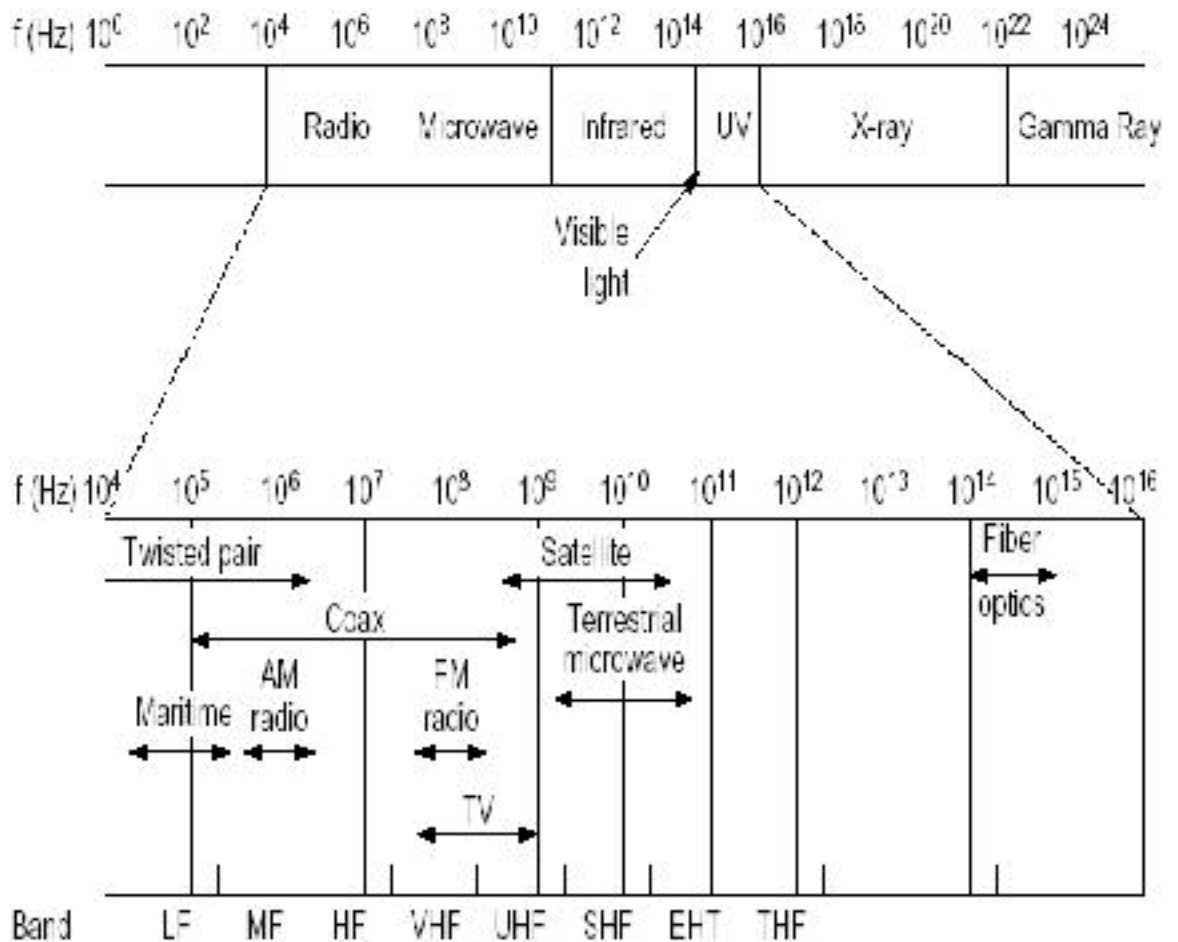 f (Hz) 10⁰ 10² 10⁴ 10⁶ 10⁸ 10¹⁰ 10¹² 10¹⁴ 10¹⁶ 10¹⁸ 10²⁰ 10²² 10²⁴
Radio Microwave Infrared UV X-ray Gamma Ray
Visible
light
f (Hz) 10⁴ 10⁵ 10⁶ 10⁷ 10⁸ 10⁹ 10¹⁰ 10¹¹ 10¹² 10¹³ 10¹⁴ 10¹⁵ 10¹⁶
Twisted pair
Satellite
Fiber
optics
Coax
Terrestrial
microwave
AM
radio
FM
radio
Maritime
TV
Band LF MF HF VHF UHF SHF EHT THF